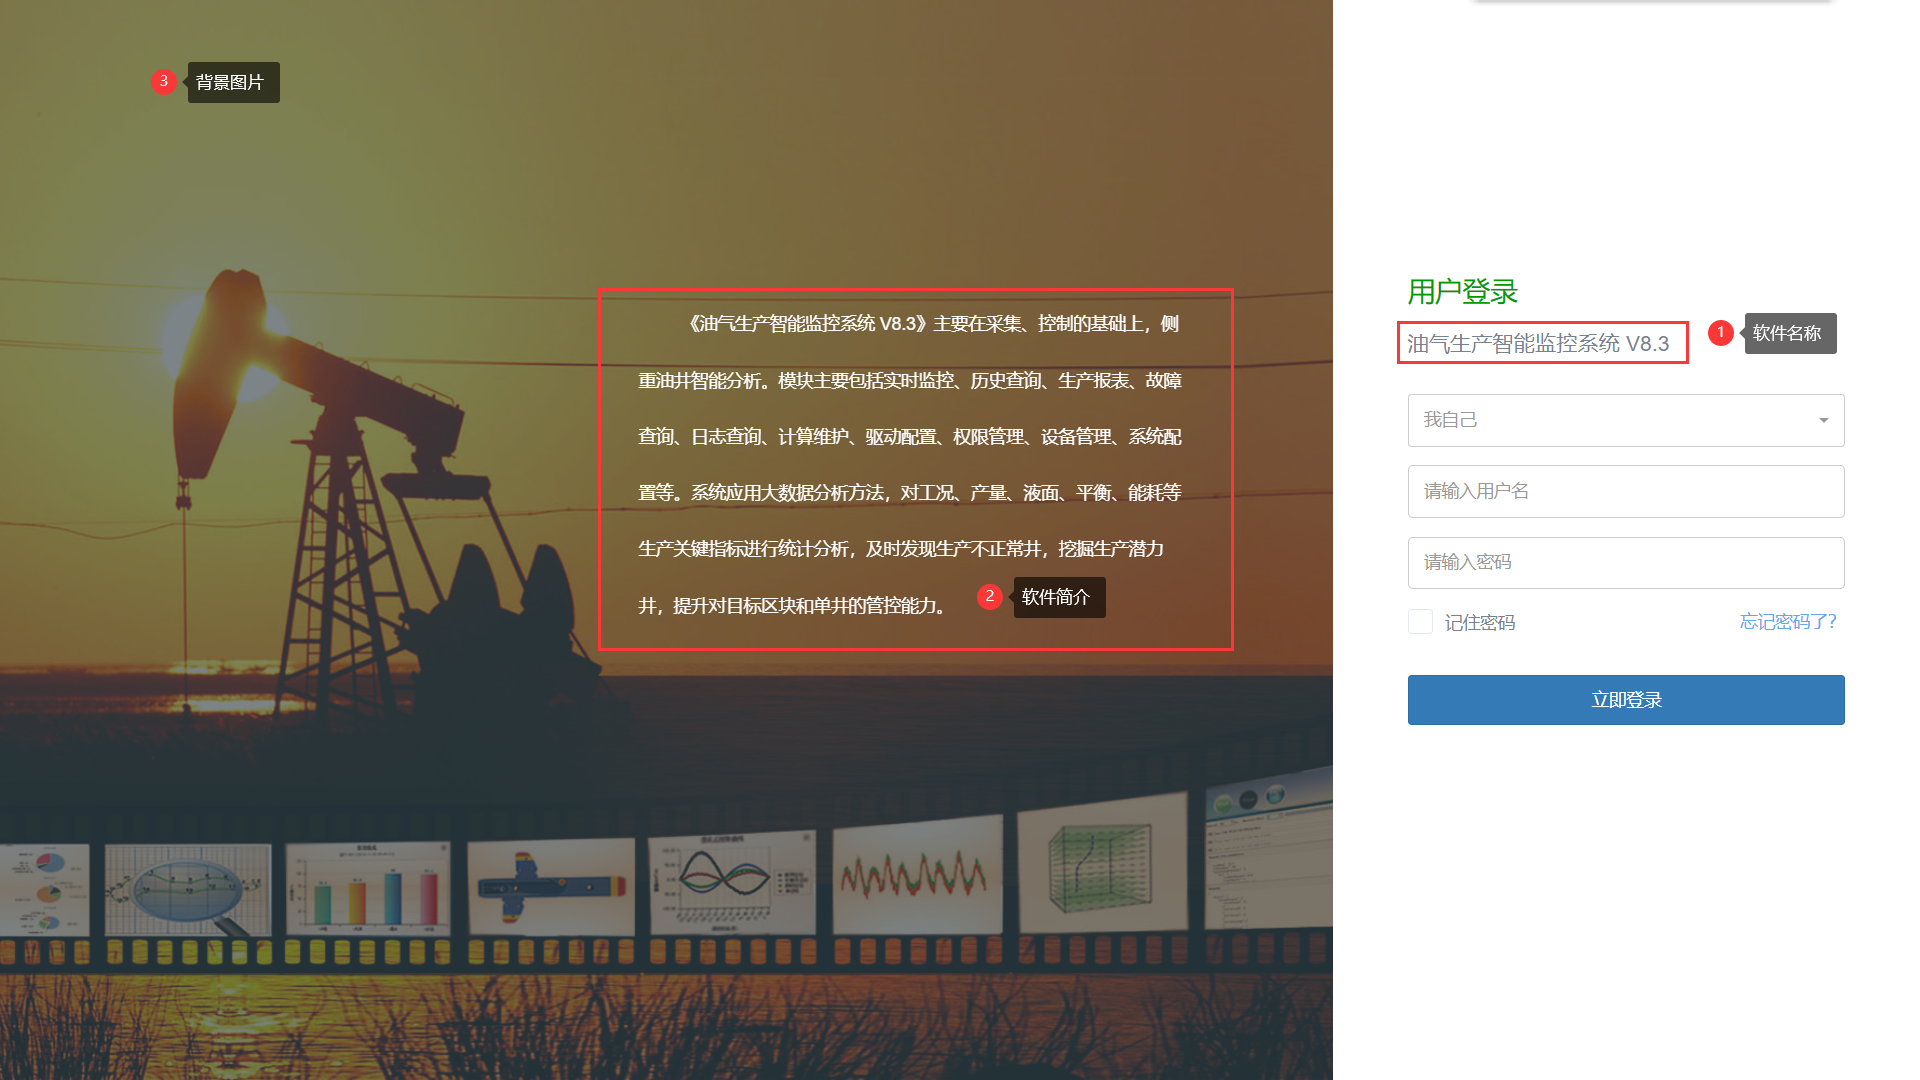 3 背景图片
《油气生产智能监控系统 V8.3》主要在采集、控制的基础上，侧
重油井智能分析。模块主要包括实时监控、历史查询、生产报表、故障
查询、日志查询、计算维护、驱动配置、权限管理、设备管理、系统配
置等。系统应用大数据分析方法，对工况、产量、液面、平衡、能耗等
生产关键指标进行统计分析，及时发现生产不正常井，挖掘生产潜力
井，提升对目标区块和单井的管控能力。
2 软件简介
用户登录
油气生产智能监控系统 V8.3
1 软件名称
我自己
请输入用户名
请输入密码
记住密码
忘记密码了？
立即登录